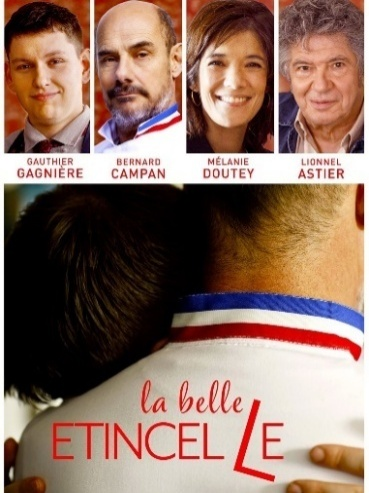 GAUTHIER GAGNIÈRE
BERNARD CAMPAN
MÉLANIE DOUTEY
LIONNEL ASTIER
la belle
ETINCELLE